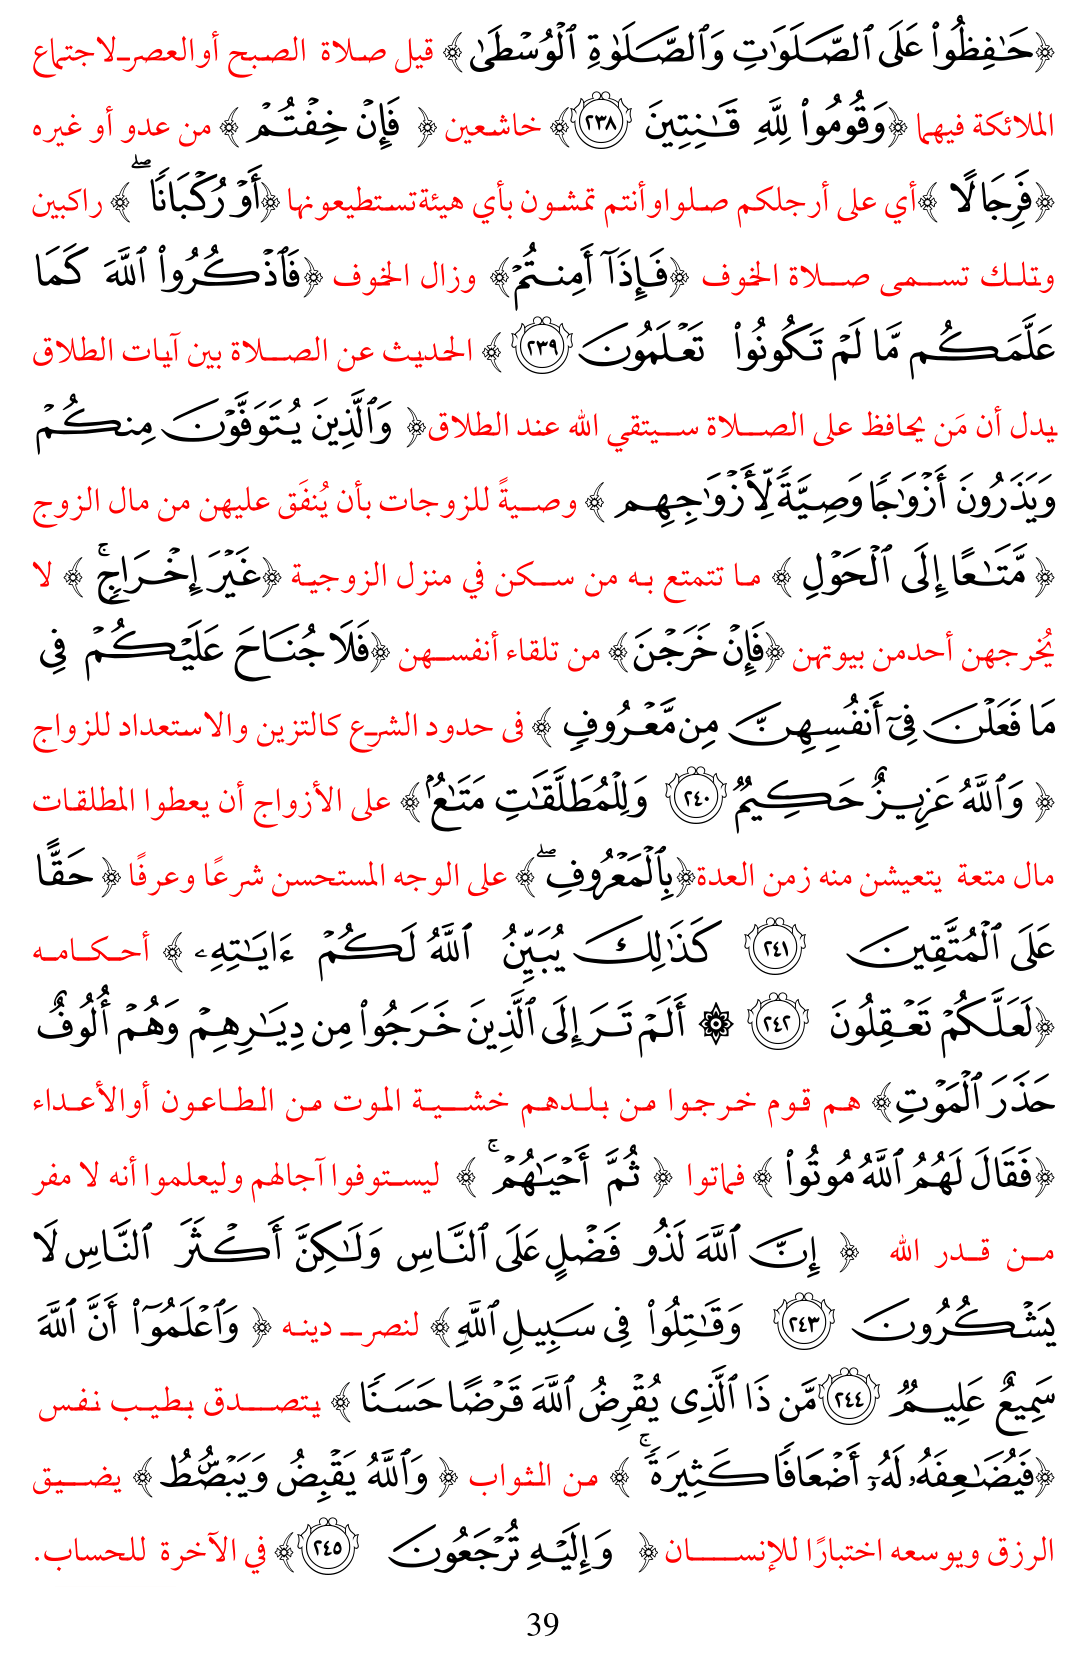 ﴿حَٰفِظُوا۟ عَلَى ٱلصَّلَوَٰتِ وَٱلصَّلَوٰةِ ٱلْوُسْطَىٰ﴾ قيل صلاة الصبح أوالعصر لاجتماع
الملائكة فيهما ﴿وَقُومُوا۟ لِلَّهِ قَٰنِتِينَ ٢٣٨﴾ خاشعين ﴿ فَإِنْ خِفْتُمْ ﴾ من عدو أو غيره
﴿فَرِجَالًا ﴾أي على أرجلكم صلواوأنتم تمشون بأي هيئةتستطيعونها ﴿أَوْ رُكْبَانًا ۖ ﴾ راكبين
وتلك تسمى صلاة الخوف ﴿فَإِذَآ أَمِنتُمْ﴾ وزال الخوف ﴿فَٱذْكُرُوا۟ ٱللَّهَ كَمَا
عَلَّمَكُم مَّا لَمْ تَكُونُوا۟ تَعْلَمُونَ ٢٣٩ ﴾ الحديث عن الصلاة بين آيات الطلاق
يدل أن مَن يحافظ على الصلاة سيتقي الله عند الطلاق﴿ وَٱلَّذِينَ يُتَوَفَّوْنَ مِنكُمْ
وَيَذَرُونَ أَزْوَٰجًا وَصِيَّةً لِّأَزْوَٰجِهِم ﴾ وصيةً للزوجات بأن يُنفَق عليهن من مال الزوج
﴿ مَّتَٰعًا إِلَى ٱلْحَوْلِ ﴾ ما تتمتع به من سكن في منزل الزوجية ﴿غَيْرَ إِخْرَاجٍ ۚ ﴾ لا
يُخرجهن أحدمن بيوتهن ﴿فَإِنْ خَرَجْنَ﴾ من تلقاء أنفسهن ﴿فَلَا جُنَاحَ عَلَيْكُمْ فِى
مَا فَعَلْنَ فِىٓ أَنفُسِهِنَّ مِن مَّعْرُوفٍ ﴾ فى حدود الشرع كالتزين والاستعداد للزواج
﴿ وَٱللَّهُ عَزِيزٌ حَكِيمٌ ٢٤٠ وَلِلْمُطَلَّقَٰتِ مَتَٰعٌۢ ﴾ على الأزواج أن يعطوا المطلقات
مال متعة يتعيشن منه زمن العدة﴿بِٱلْمَعْرُوفِ ۖ ﴾ على الوجه المستحسن شرعًا وعرفًا ﴿ حَقًّا
عَلَى ٱلْمُتَّقِينَ ٢٤١ كَذَٰلِكَ يُبَيِّنُ ٱللَّهُ لَكُمْ ءَايَٰتِهِۦ ﴾ أحكامه
﴿لَعَلَّكُمْ تَعْقِلُونَ ٢٤٢ ۞ أَلَمْ تَرَ إِلَى ٱلَّذِينَ خَرَجُوا۟ مِن دِيَٰرِهِمْ وَهُمْ أُلُوفٌ
حَذَرَ ٱلْمَوْتِ﴾ هم قوم خرجوا من بلدهم خشية الموت من الطاعون أوالأعداء
﴿فَقَالَ لَهُمُ ٱللَّهُ مُوتُوا۟ ﴾ فماتوا ﴿ ثُمَّ أَحْيَٰهُمْ ۚ ﴾ ليستوفوا آجالهم وليعلموا أنه لا مفر
من قدر الله ﴿ إِنَّ ٱللَّهَ لَذُو فَضْلٍ عَلَى ٱلنَّاسِ وَلَٰكِنَّ أَكْثَرَ ٱلنَّاسِ لَا
يَشْكُرُونَ ٢٤٣ وَقَٰتِلُوا۟ فِى سَبِيلِ ٱللَّهِ﴾ لنصر دينه ﴿ وَٱعْلَمُوٓا۟ أَنَّ ٱللَّهَ
سَمِيعٌ عَلِيمٌ ٢٤٤ مَّن ذَا ٱلَّذِى يُقْرِضُ ٱللَّهَ قَرْضًا حَسَنًا ﴾ يتصدق بطيب نفس
﴿فَيُضَٰعِفَهُۥ لَهُۥٓ أَضْعَافًا كَثِيرَةً ۚ ﴾ من الثواب ﴿ وَٱللَّهُ يَقْبِضُ وَيَبْصُۜطُ ﴾ يضيق
الرزق ويوسعه اختبارًا للإنسان ﴿ وَإِلَيْهِ تُرْجَعُونَ ٢٤٥﴾ في الآخرة للحساب.
39